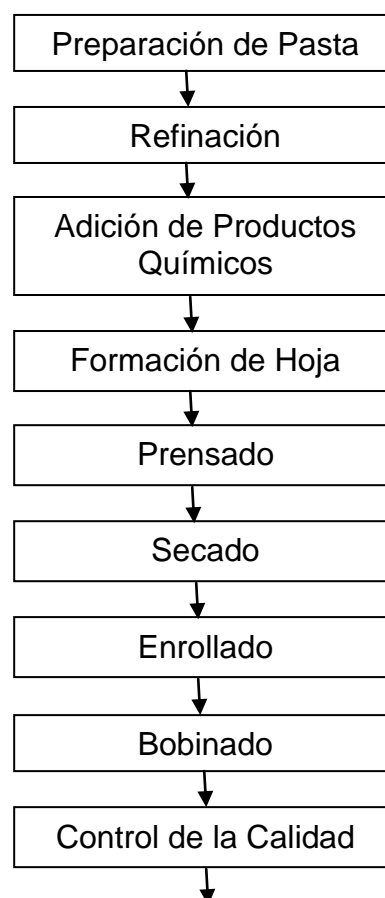 Preparación de Pasta
Refinación
Adición de Productos
Químicos
Formación de Hoja
Prensado
Secado
Enrollado
Bobinado
Control de la Calidad